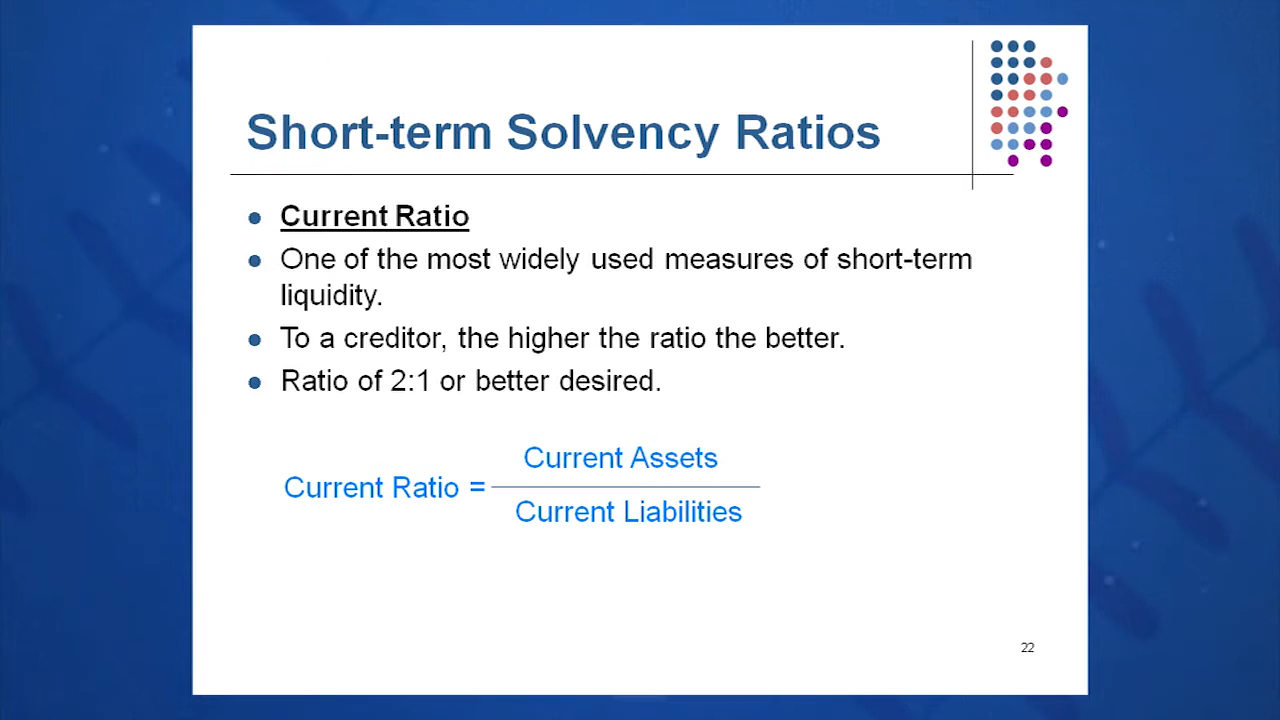 Short-term Solvency Ratios
Current Ratio
One of the most widely used measures of short-term
liquidity.
To a creditor, the higher the ratio the better.
Ratio of 2:1 or better desired.
Current Assets
Current Ratio =
Current Liabilities
22